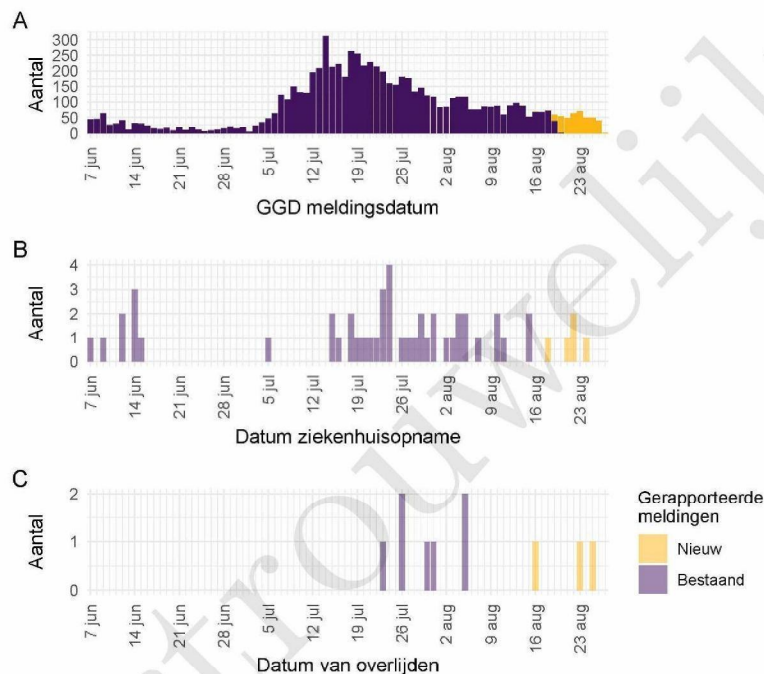 A
Aantal
300
250
200
150
100
50
0
7 jun
14 jun
21 jun
28 jun
5 jul
12 jul
19 jul
26 jul
2 aug
9 aug
16 aug
23 aug
GGD meldingsdatum
B
Aantal
4
3
2
1
0
7 jun
14 jun
21 jun
28 jun
5 jul
12 jul
19 jul
26 jul
2 aug
9 aug
16 aug
23 aug
Datum ziekenhuisopname
C
Aantal
2
1
0
7 jun
14 jun
21 jun
28 jun
5 jul
12 jul
19 jul
26 jul
2 aug
9 aug
16 aug
23 aug
Datum van overlijden
Gerapporteerde
meldingen
Nieuw
Bestaand